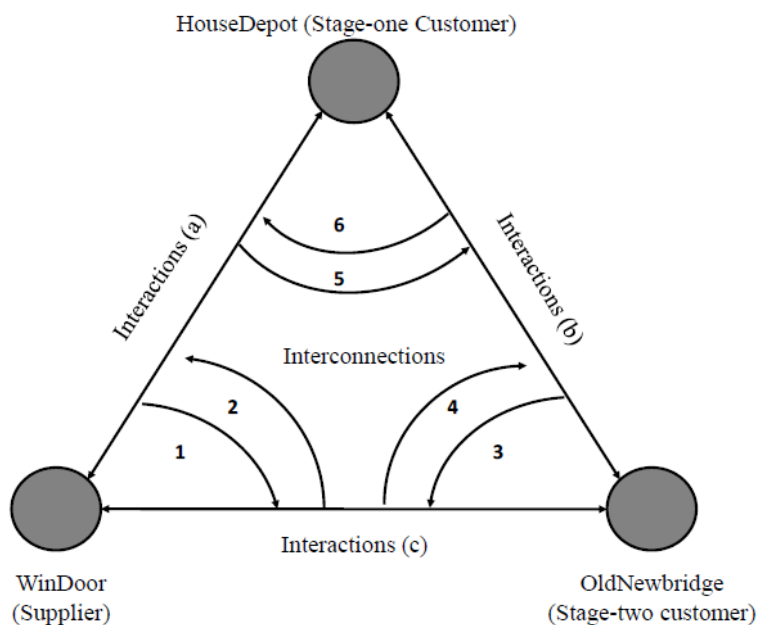 HouseDepot (Stage-one Customer)
6
5
Interactions (a)
Interactions (b)
Interconnections
2
4
1
3
Interactions (c)
WinDoor
(Supplier)
OldNewbridge
(Stage-two customer)